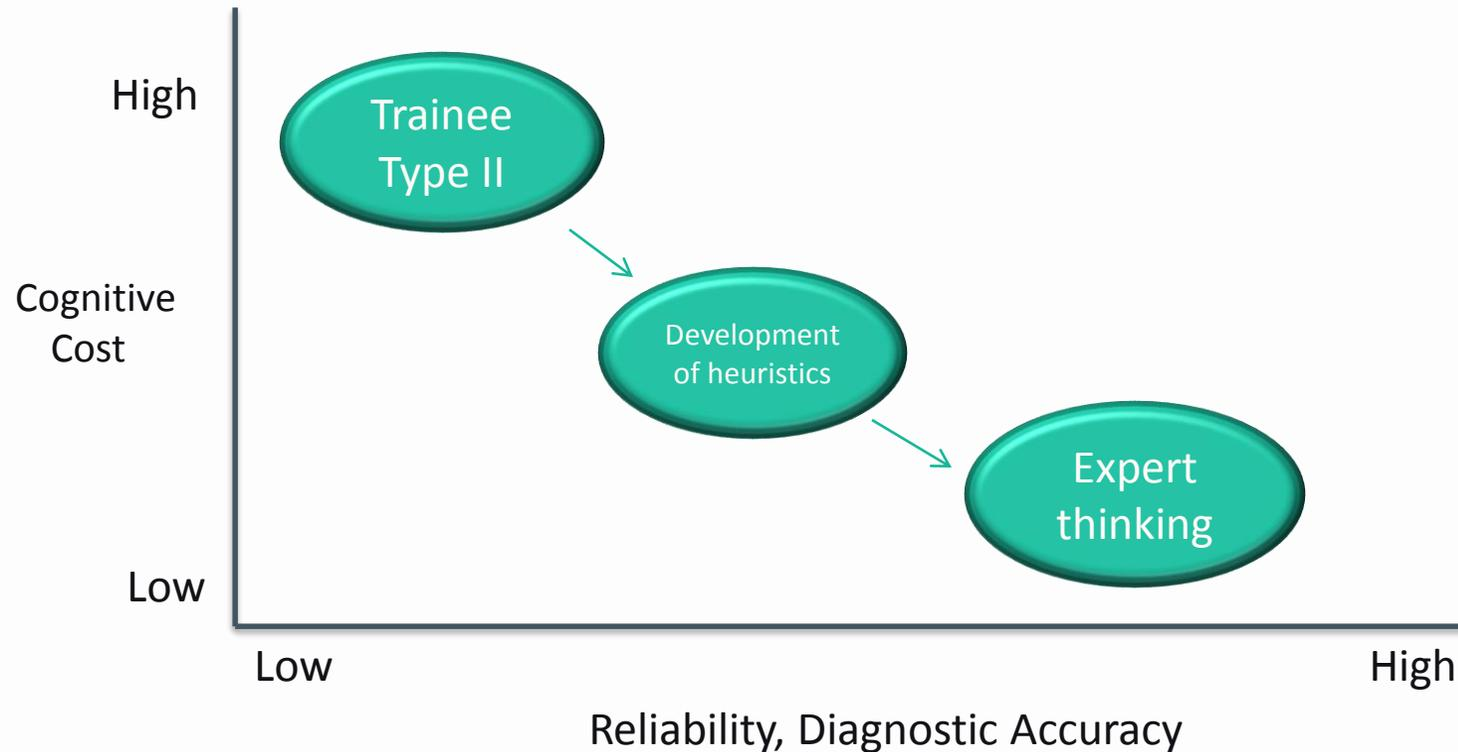 High
Trainee
Type II
Cognitive
Cost
Development
of heuristics
Expert
thinking
Low
Low
High
Reliability, Diagnostic Accuracy